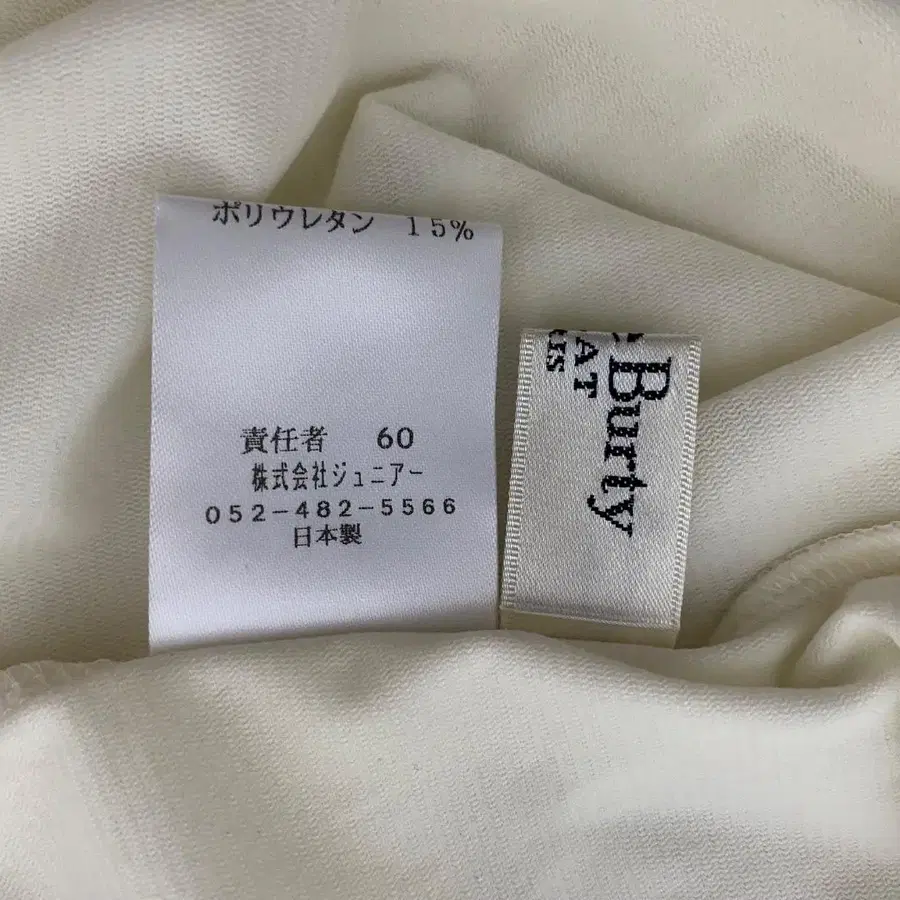 ポリウレタン 15%
責任者 60
株式会社ジュニアー
052-482-5566
日本製
Burty